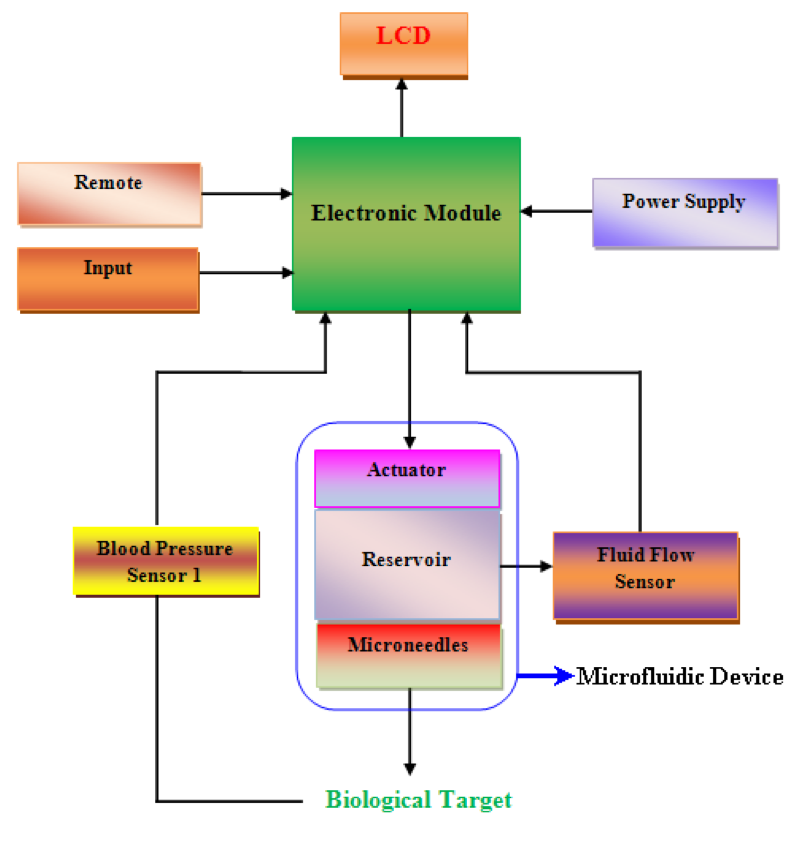 LCD
Remote
Electronic Module
Power Supply
Input
Actuator
Blood Pressure
Sensor 1
Reservoir
Fluid Flow
Sensor
Microneedles
Microfluidic Device
Biological Target